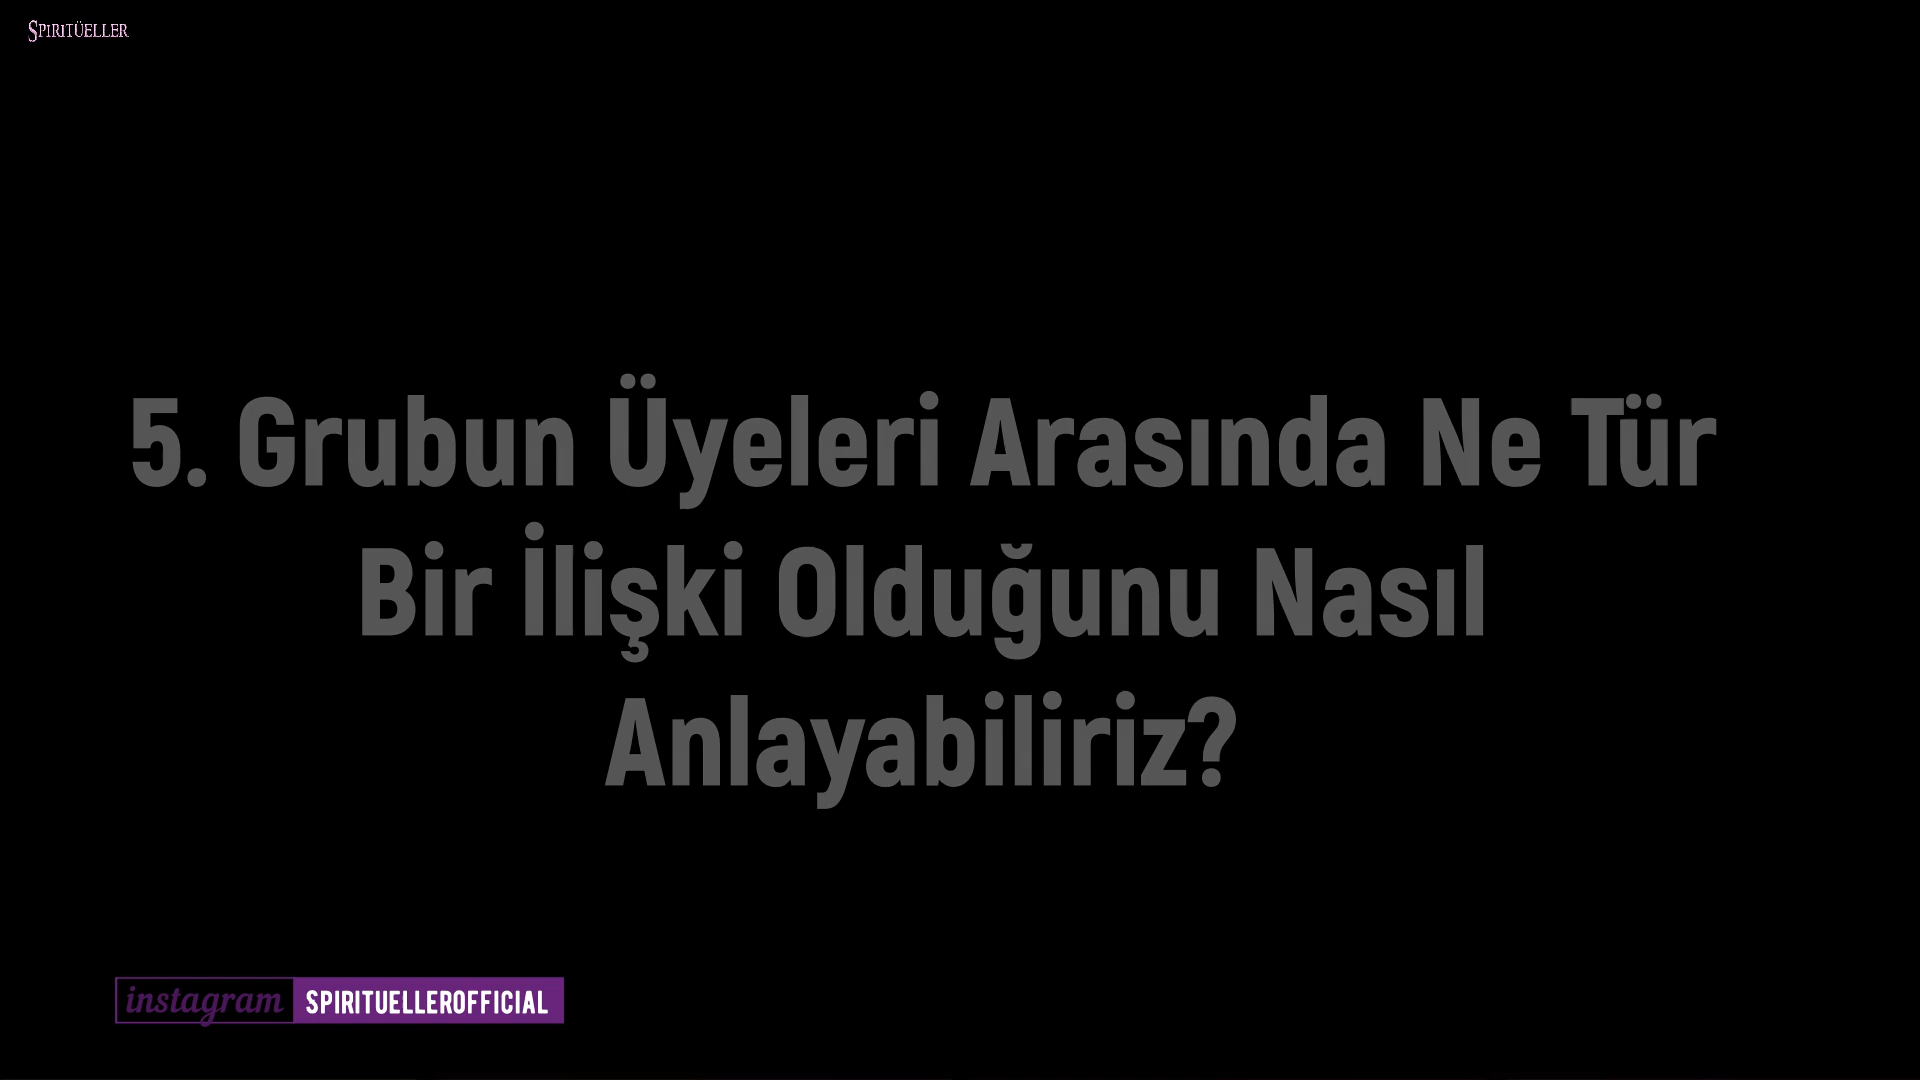 SPIRITÜELLER
5. Grubun Üyeleri Arasında Ne Tür
Bir İlişki Olduğunu Nasıl
Anlayabiliriz?
instagram SPIRITUELLEROFFICIAL